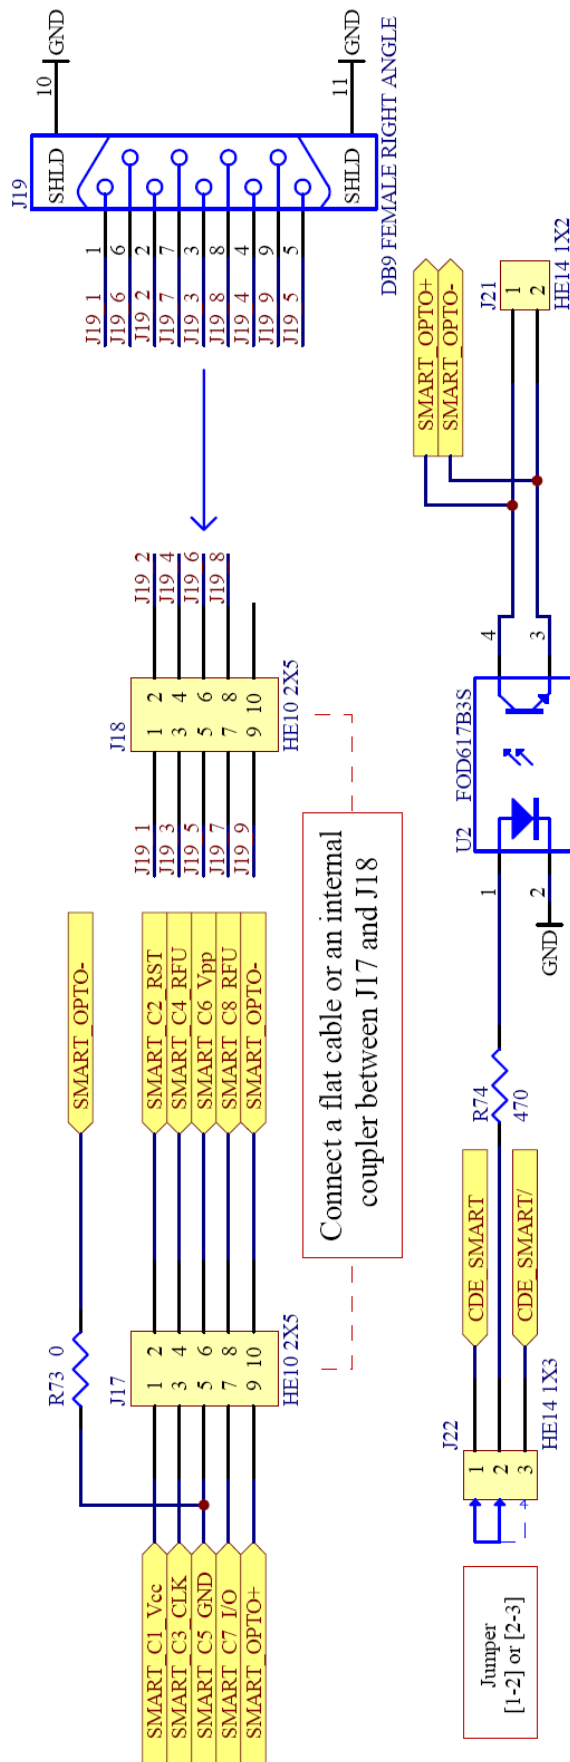 SMART_C1_Vcc
SMART_C3_CLK
SMART_C5_GND
SMART_C7_I/O
SMART_OPTO+
R73 0
J17
1 2
3 4
5 6
7 8
9 10
HE10 2X5
SMART_OPTO-
SMART_C2_RST
SMART_C4_RFU
SMART_C6_Vpp
SMART_C8_RFU
SMART_OPTO-
Connect a flat cable or an internal
coupler between J17 and J18
J19_1
J19_3
J19_5
J19_7
J19_9
J18
1 2
3 4
5 6
7 8
9 10
HE10 2X5
J19_2
J19_4
J19_6
J19_8
J19_1 1
J19_6 6
J19_2 2
J19_7 7
J19_3 3
J19_8 8
J19_4 4
J19_9 9
J19_5 5
J19
SHLD
SHLD
10
GND
11
GND
DB9 FEMALE RIGHT ANGLE
Jumper
[1-2] or [2-3]
J22
1
2
3
4
HE14 1X3
CDE_SMART
CDE_SMART/
R74
470
GND
1
2
U2
FOD617B3S
4
3
SMART_OPTO+
SMART_OPTO-
J21
1
2
HE14 1X2